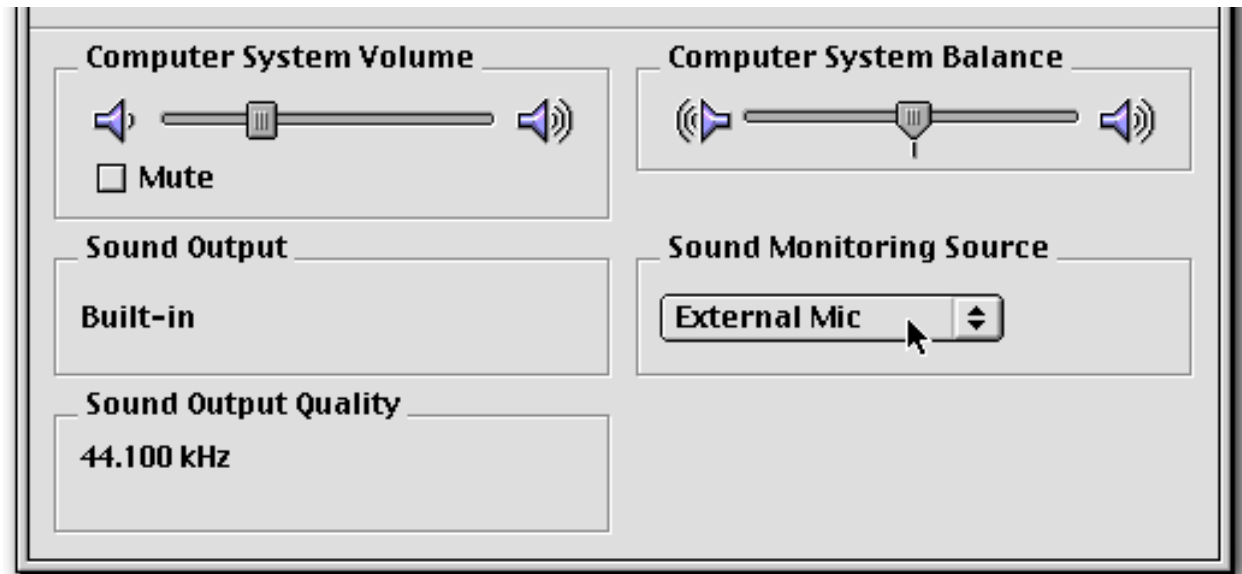 Computer System Volume
Mute
Computer System Balance
Sound Output
Built-in
Sound Monitoring Source
External Mic
Sound Output Quality
44.100 kHz